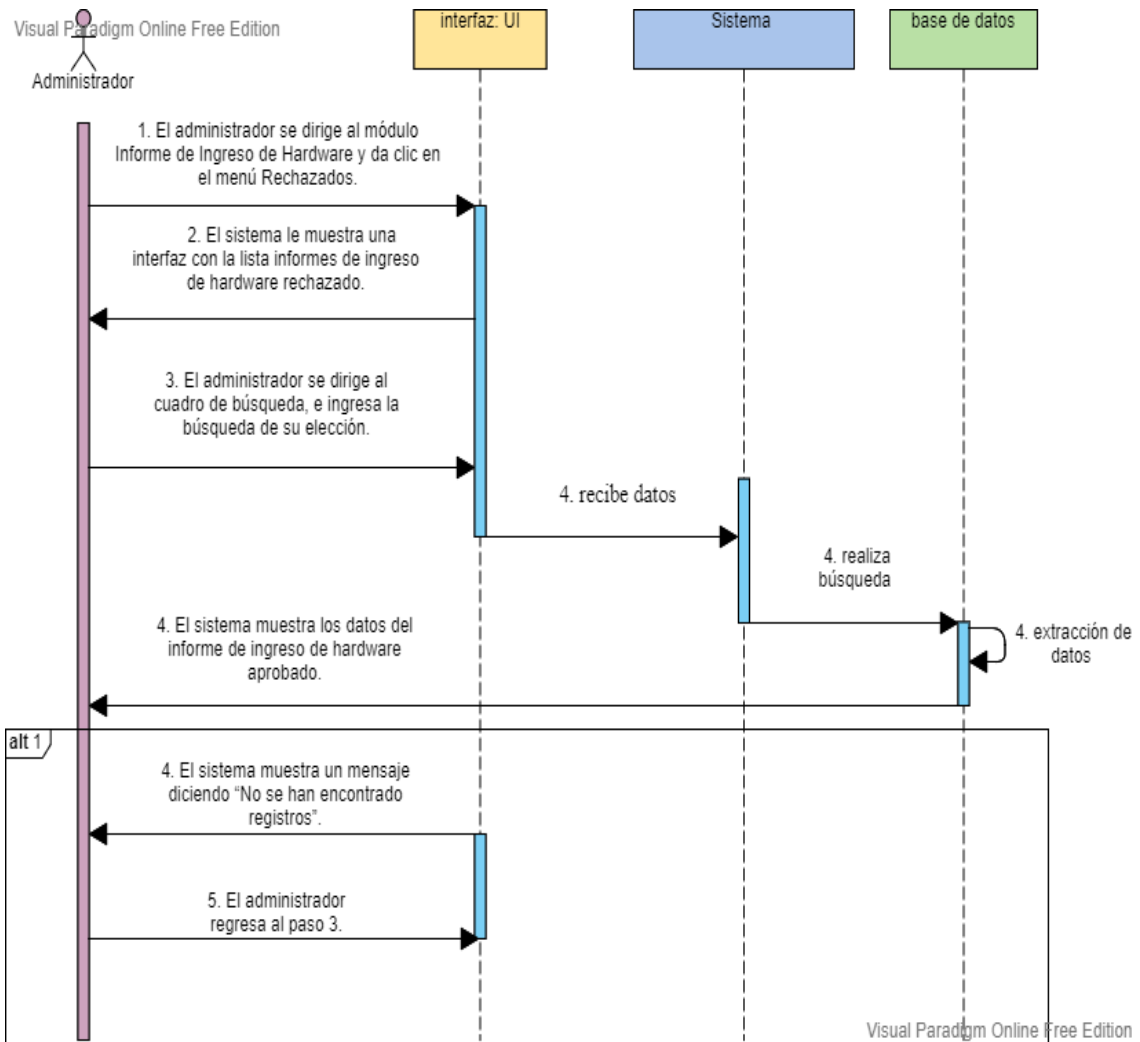 Visual Paradigm Online Free Edition
Administrador
interfaz: UI
Sistema
base de datos
1. El administrador se dirige al módulo
Informe de Ingreso de Hardware y da clic en
el menú Rechazados.
2. El sistema le muestra una
interfaz con la lista informes de ingreso
de hardware rechazado.
3. El administrador se dirige al
cuadro de búsqueda, e ingresa la
búsqueda de su elección.
4. recibe datos
4. realiza
búsqueda
4. extracción de
datos
4. El sistema muestra los datos del
informe de ingreso de hardware
aprobado.
alt 1
4. El sistema muestra un mensaje
diciendo “No se han encontrado
registros”.
5. El administrador
regresa al paso 3.
Visual Paradigm Online Free Edition